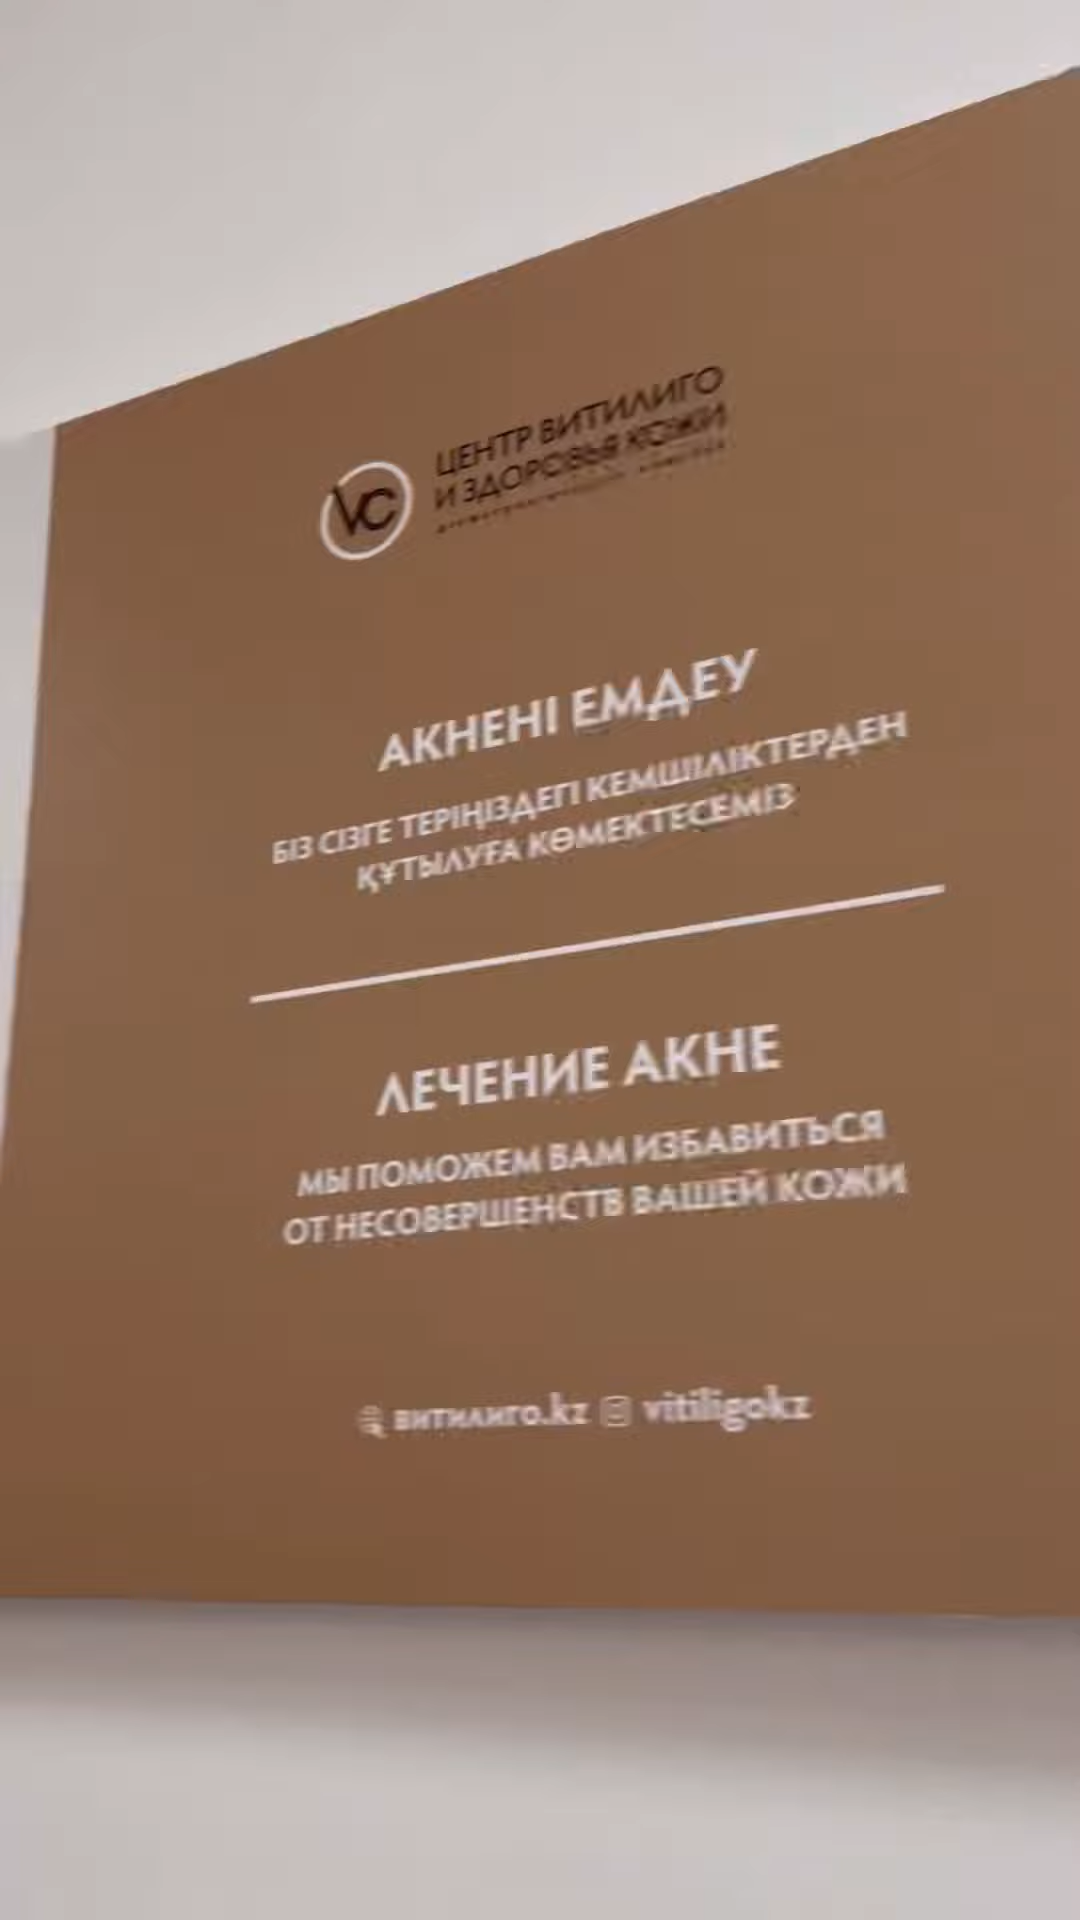 VC
ЦЕНТР ВИТИЛИГО
И ЗДОРОВЬЯ КОЖИ
АКНЕНІ ЕМДЕУ
БІЗ СІЗГЕ ТЕРІҢІЗДЕГІ КЕМШІЛІКТЕРДЕН
ҚҰТЫЛУҒА КӨМЕКТЕСЕМІЗ
ЛЕЧЕНИЕ АКНЕ
МЫ ПОМОЖЕМ ВАМ ИЗБАВИТЬСЯ
ОТ НЕСОВЕРШЕНСТВ ВАШЕЙ КОЖИ
витилиго.kz vitiligokz